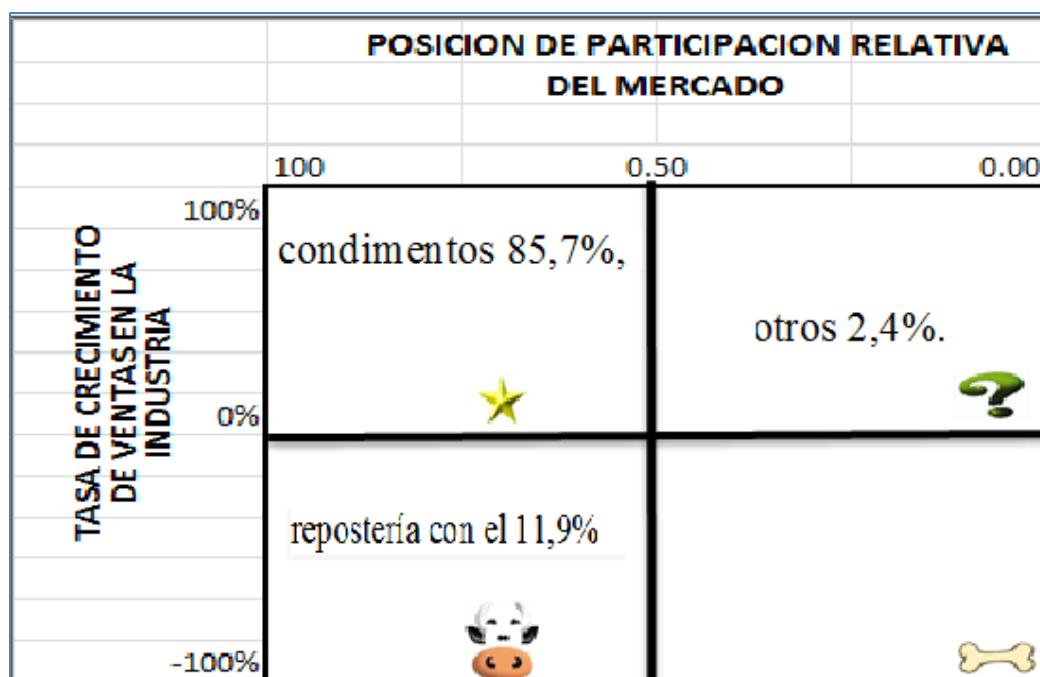 POSICION DE PARTICIPACION RELATIVA
DEL MERCADO
100 0.50 0.00
100%
condimentos 85,7%,
otros 2,4%.
TASA DE CRECIMIENTO
DE VENTAS EN LA
INDUSTRIA
0%
repostería con el 11,9%
-100%